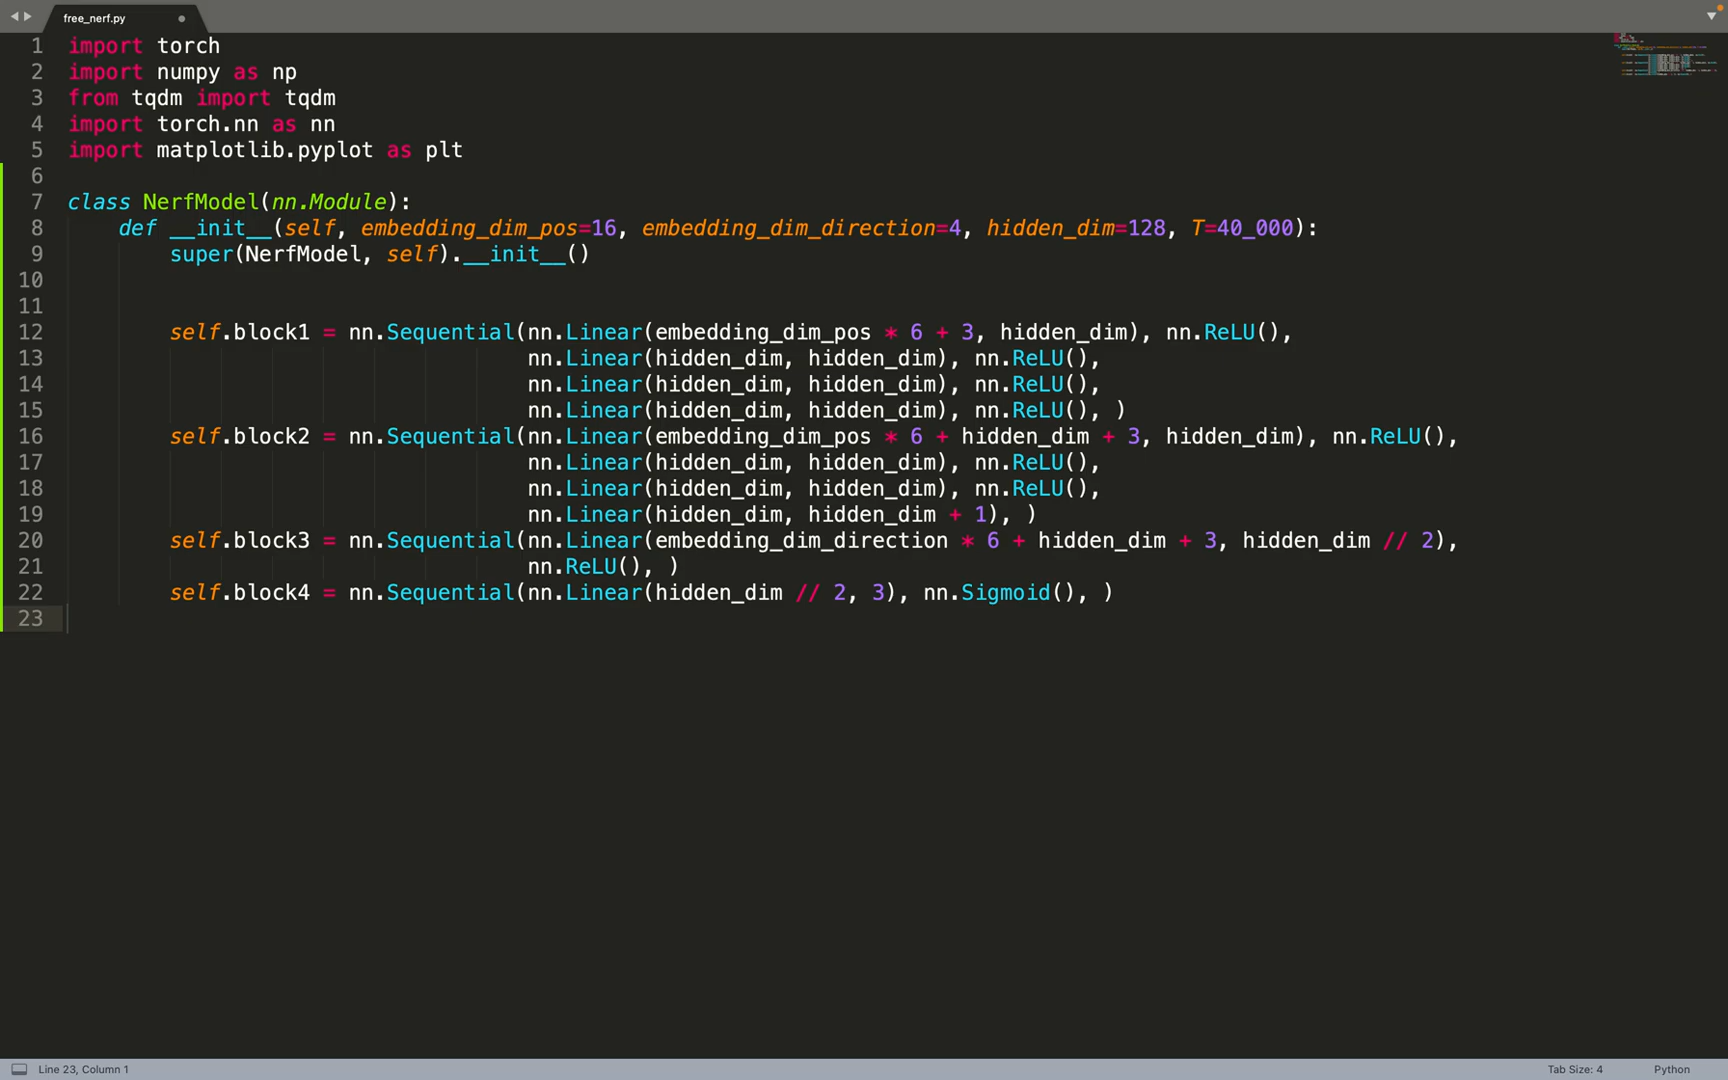 free_nerf.py
1 import torch
2 import numpy as np
3 from tqdm import tqdm
4 import torch.nn as nn
5 import matplotlib.pyplot as plt
6
7 class NerfModel(nn.Module):
8     def __init__(self, embedding_dim_pos=16, embedding_dim_direction=4, hidden_dim=128, T=40_000):
9         super(NerfModel, self).__init__()
10
11
12         self.block1 = nn.Sequential(nn.Linear(embedding_dim_pos * 6 + 3, hidden_dim), nn.ReLU(),
13                                     nn.Linear(hidden_dim, hidden_dim), nn.ReLU(),
14                                     nn.Linear(hidden_dim, hidden_dim), nn.ReLU(),
15                                     nn.Linear(hidden_dim, hidden_dim), nn.ReLU(), )
16         self.block2 = nn.Sequential(nn.Linear(embedding_dim_pos * 6 + hidden_dim + 3, hidden_dim), nn.ReLU(),
17                                     nn.Linear(hidden_dim, hidden_dim), nn.ReLU(),
18                                     nn.Linear(hidden_dim, hidden_dim), nn.ReLU(),
19                                     nn.Linear(hidden_dim, hidden_dim + 1), )
20         self.block3 = nn.Sequential(nn.Linear(embedding_dim_direction * 6 + hidden_dim + 3, hidden_dim // 2),
21                                     nn.ReLU(), )
22         self.block4 = nn.Sequential(nn.Linear(hidden_dim // 2, 3), nn.Sigmoid(), )
23
Line 23, Column 1
Tab Size: 4
Python